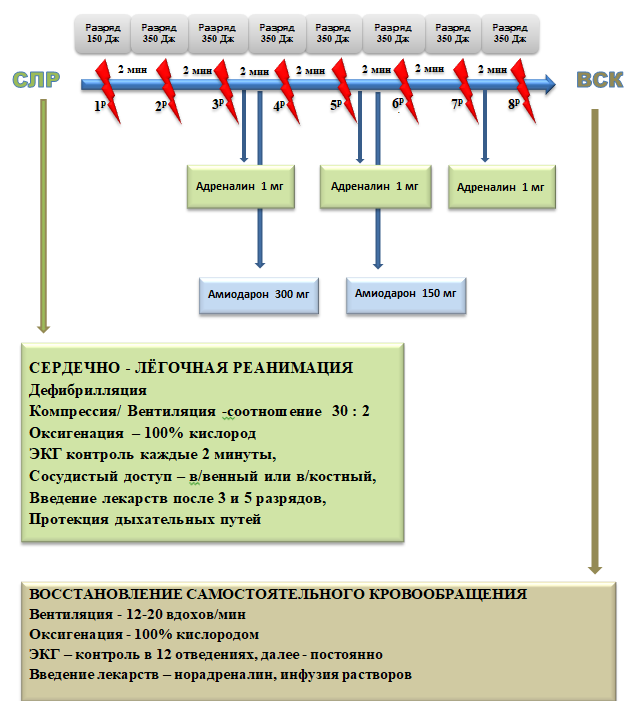 Разряд
150 Дж
Разряд
350 Дж
Разряд
350 Дж
Разряд
350 Дж
Разряд
350 Дж
Разряд
350 Дж
Разряд
350 Дж
Разряд
350 Дж
СПР
2 мин
2 мин
2 мин
2 мин
2 мин
2 мин
2 мин
ВСК
1р
2р
3р
4р
5р
6р
7р
8р
Адреналин 1 мг
Адреналин 1 мг
Адреналин 1 мг
Амиодарон 300 мг
Амиодарон 150 мг
СЕРДЕЧНО - ЛЁГОЧНАЯ РЕАНИМАЦИЯ
Дефибрилляция
Компрессия/ Вентиляция -соотношение 30 : 2
Оксигенация – 100% кислород
ЭКГ контроль каждые 2 минуты,
Сосудистый доступ – в/венный или в/костный,
Введение лекарств после 3 и 5 разрядов,
Протекция дыхательных путей
ВОССТАНОВЛЕНИЕ САМОСТОЯТЕЛЬНОГО КРОВООБРАЩЕНИЯ
Вентиляция - 12-20 вдохов/мин
Оксигенация - 100% кислородом
ЭКГ – контроль в 12 отведениях, далее - постоянно
Введение лекарств – норадреналин, инфузия растворов